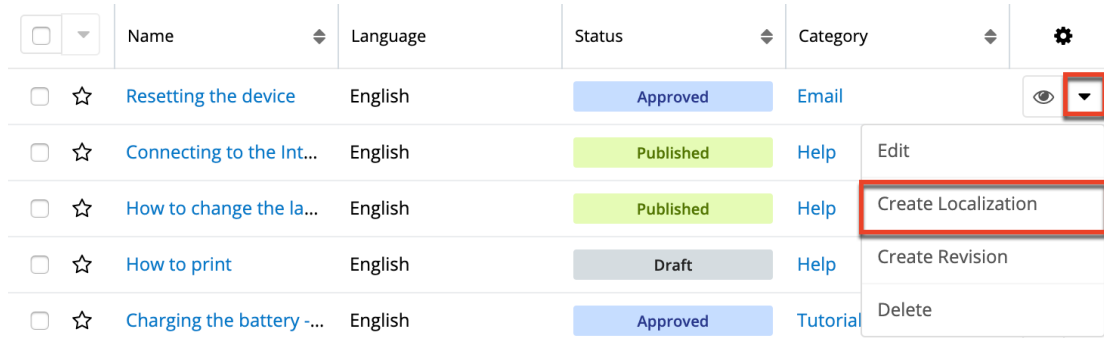 Name Language Status Category
Resetting the device English Approved Email
Connecting to the Int... English Published Help
Edit
How to change the la... English Published Help
Create Localization
How to print English Draft Help
Create Revision
Charging the battery -... English Approved Tutorial
Delete